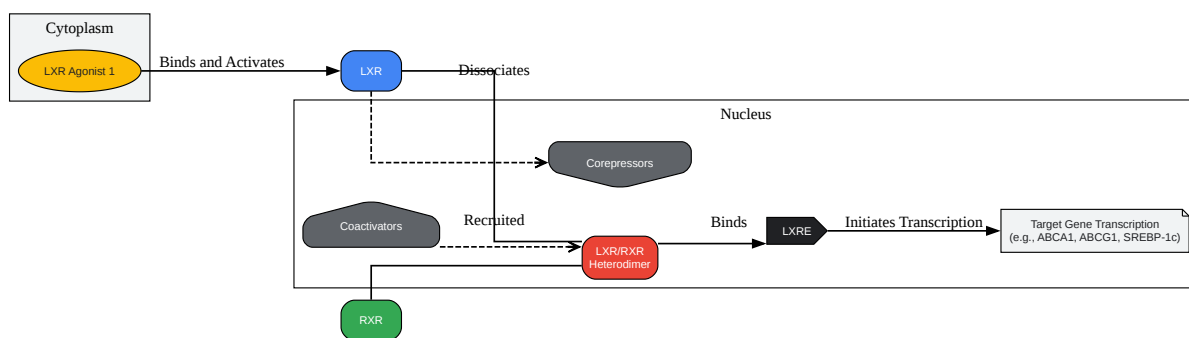 Cytoplasm
LXR Agonist 1
Binds and Activates
LXR
Dissociates
Nucleus
Corepressors
Coactivators
Recruited
LXR/RXR
Heterodimer
Binds
LXRE
Initiates Transcription
Target Gene Transcription
(e.g., ABCA1, ABCG1, SREBP-1c)
RXR